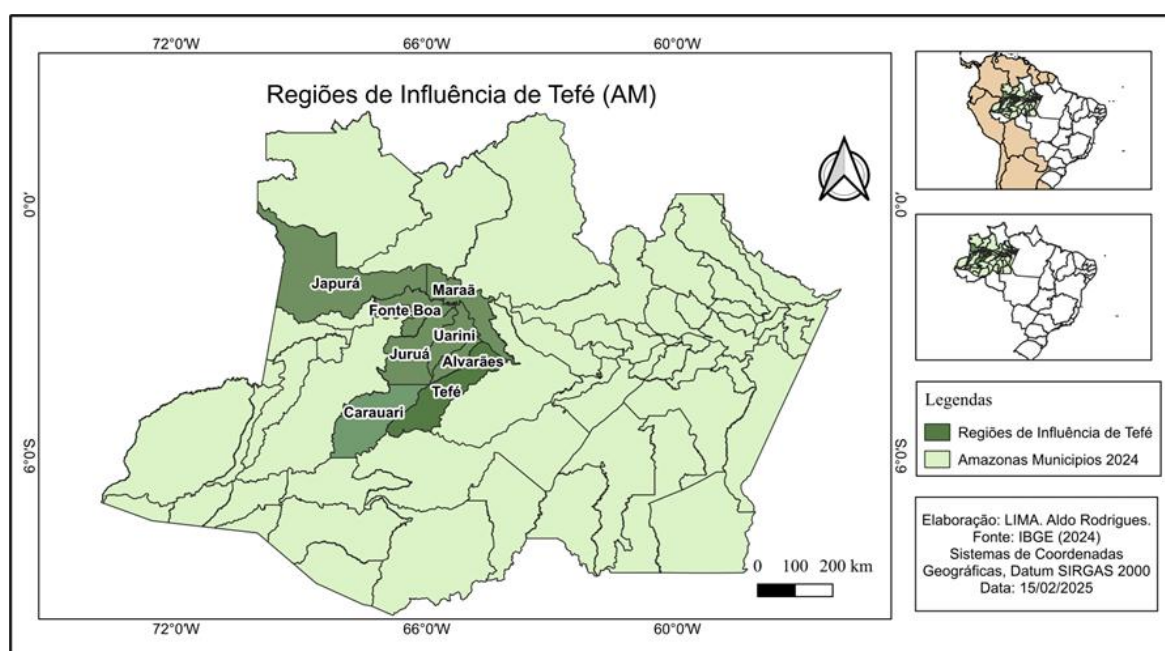 72°0'W 66°0'W 60°0'W
Regiões de Influência de Tefé (AM)
0°0'
0°0'
Japurá
Maraã
Fonte Boa
Uarini
Juruá
Alvarães
Tefé
Carauari
6°0'S
6°0'S
0 100 200 km
72°0'W 66°0'W 60°0'W
Legendas
Regiões de Influência de Tefé
Amazonas Municipios 2024
Elaboração: LIMA. Aldo Rodrigues.
Fonte: IBGE (2024)
Sistemas de Coordenadas
Geográficas, Datum SIRGAS 2000
Data: 15/02/2025